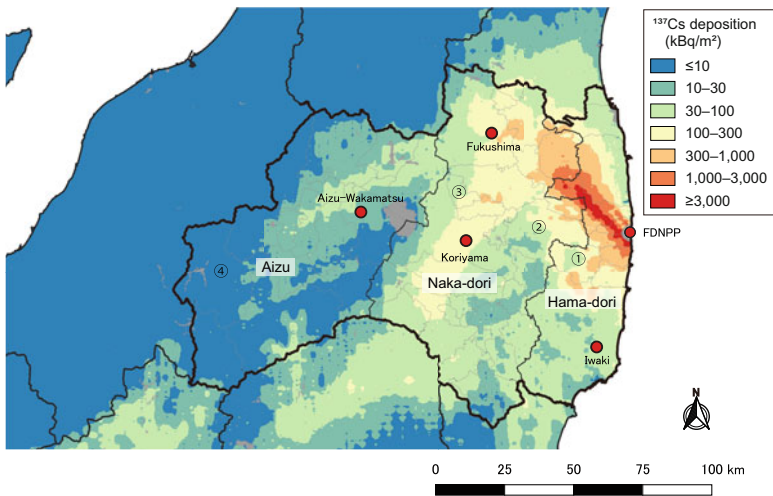 ¹³⁷Cs deposition
(kBq/m²)
≤10
10–30
30–100
100–300
300–1,000
1,000–3,000
≥3,000
Fukushima
③
Aizu-Wakamatsu
②
FDNPP
Koriyama
①
④
Aizu
Naka-dori
Hama-dori
Iwaki
N
0 25 50 75 100 km